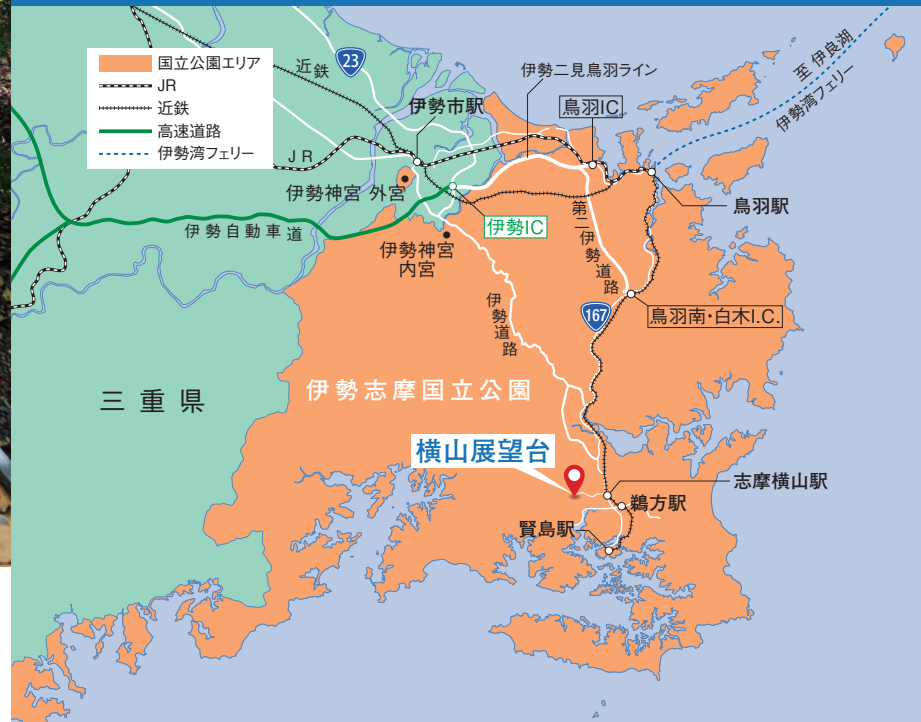 国立公園エリア
JR
近鉄
高速道路
伊勢湾フェリー
近鉄
23
伊勢二見鳥羽ライン
至 伊良湖
伊勢湾フェリー
伊勢市駅
鳥羽IC
JR
伊勢神宮 外宮
鳥羽駅
伊勢自動車道
伊勢IC
第二伊勢道路
伊勢神宮
内宮
伊勢道路
167
鳥羽南・白木I.C.
三重県
伊勢志摩国立公園
横山展望台
志摩横山駅
鵜方駅
賢島駅